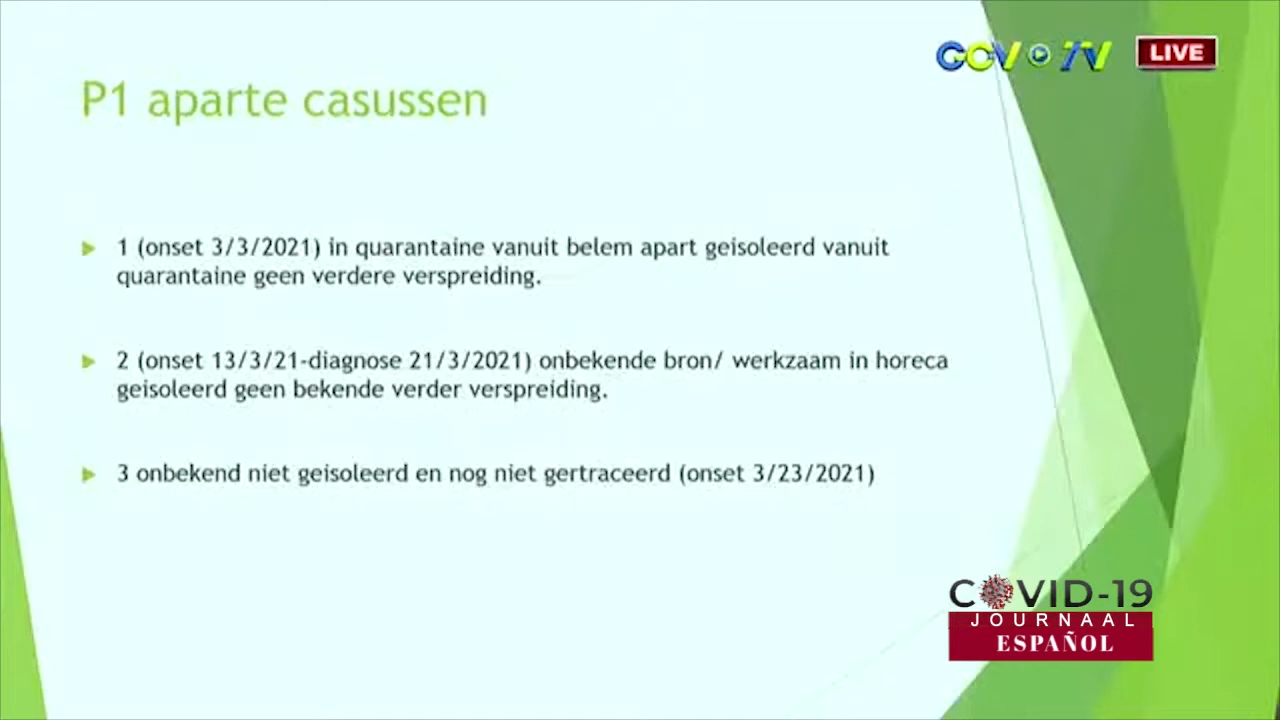 GOV TV LIVE
P1 aparte casussen
1 (onset 3/3/2021) in quarantaine vanuit belem apart geisoleerd vanuit
quarantaine geen verdere verspreiding.
2 (onset 13/3/21-diagnose 21/3/2021) onbekende bron/ werkzaam in horeca
geisoleerd geen bekende verder verspreiding.
3 onbekend niet geisoleerd en nog niet gertraceerd (onset 3/23/2021)
COVID-19
JOURNAAL
ESPAÑOL